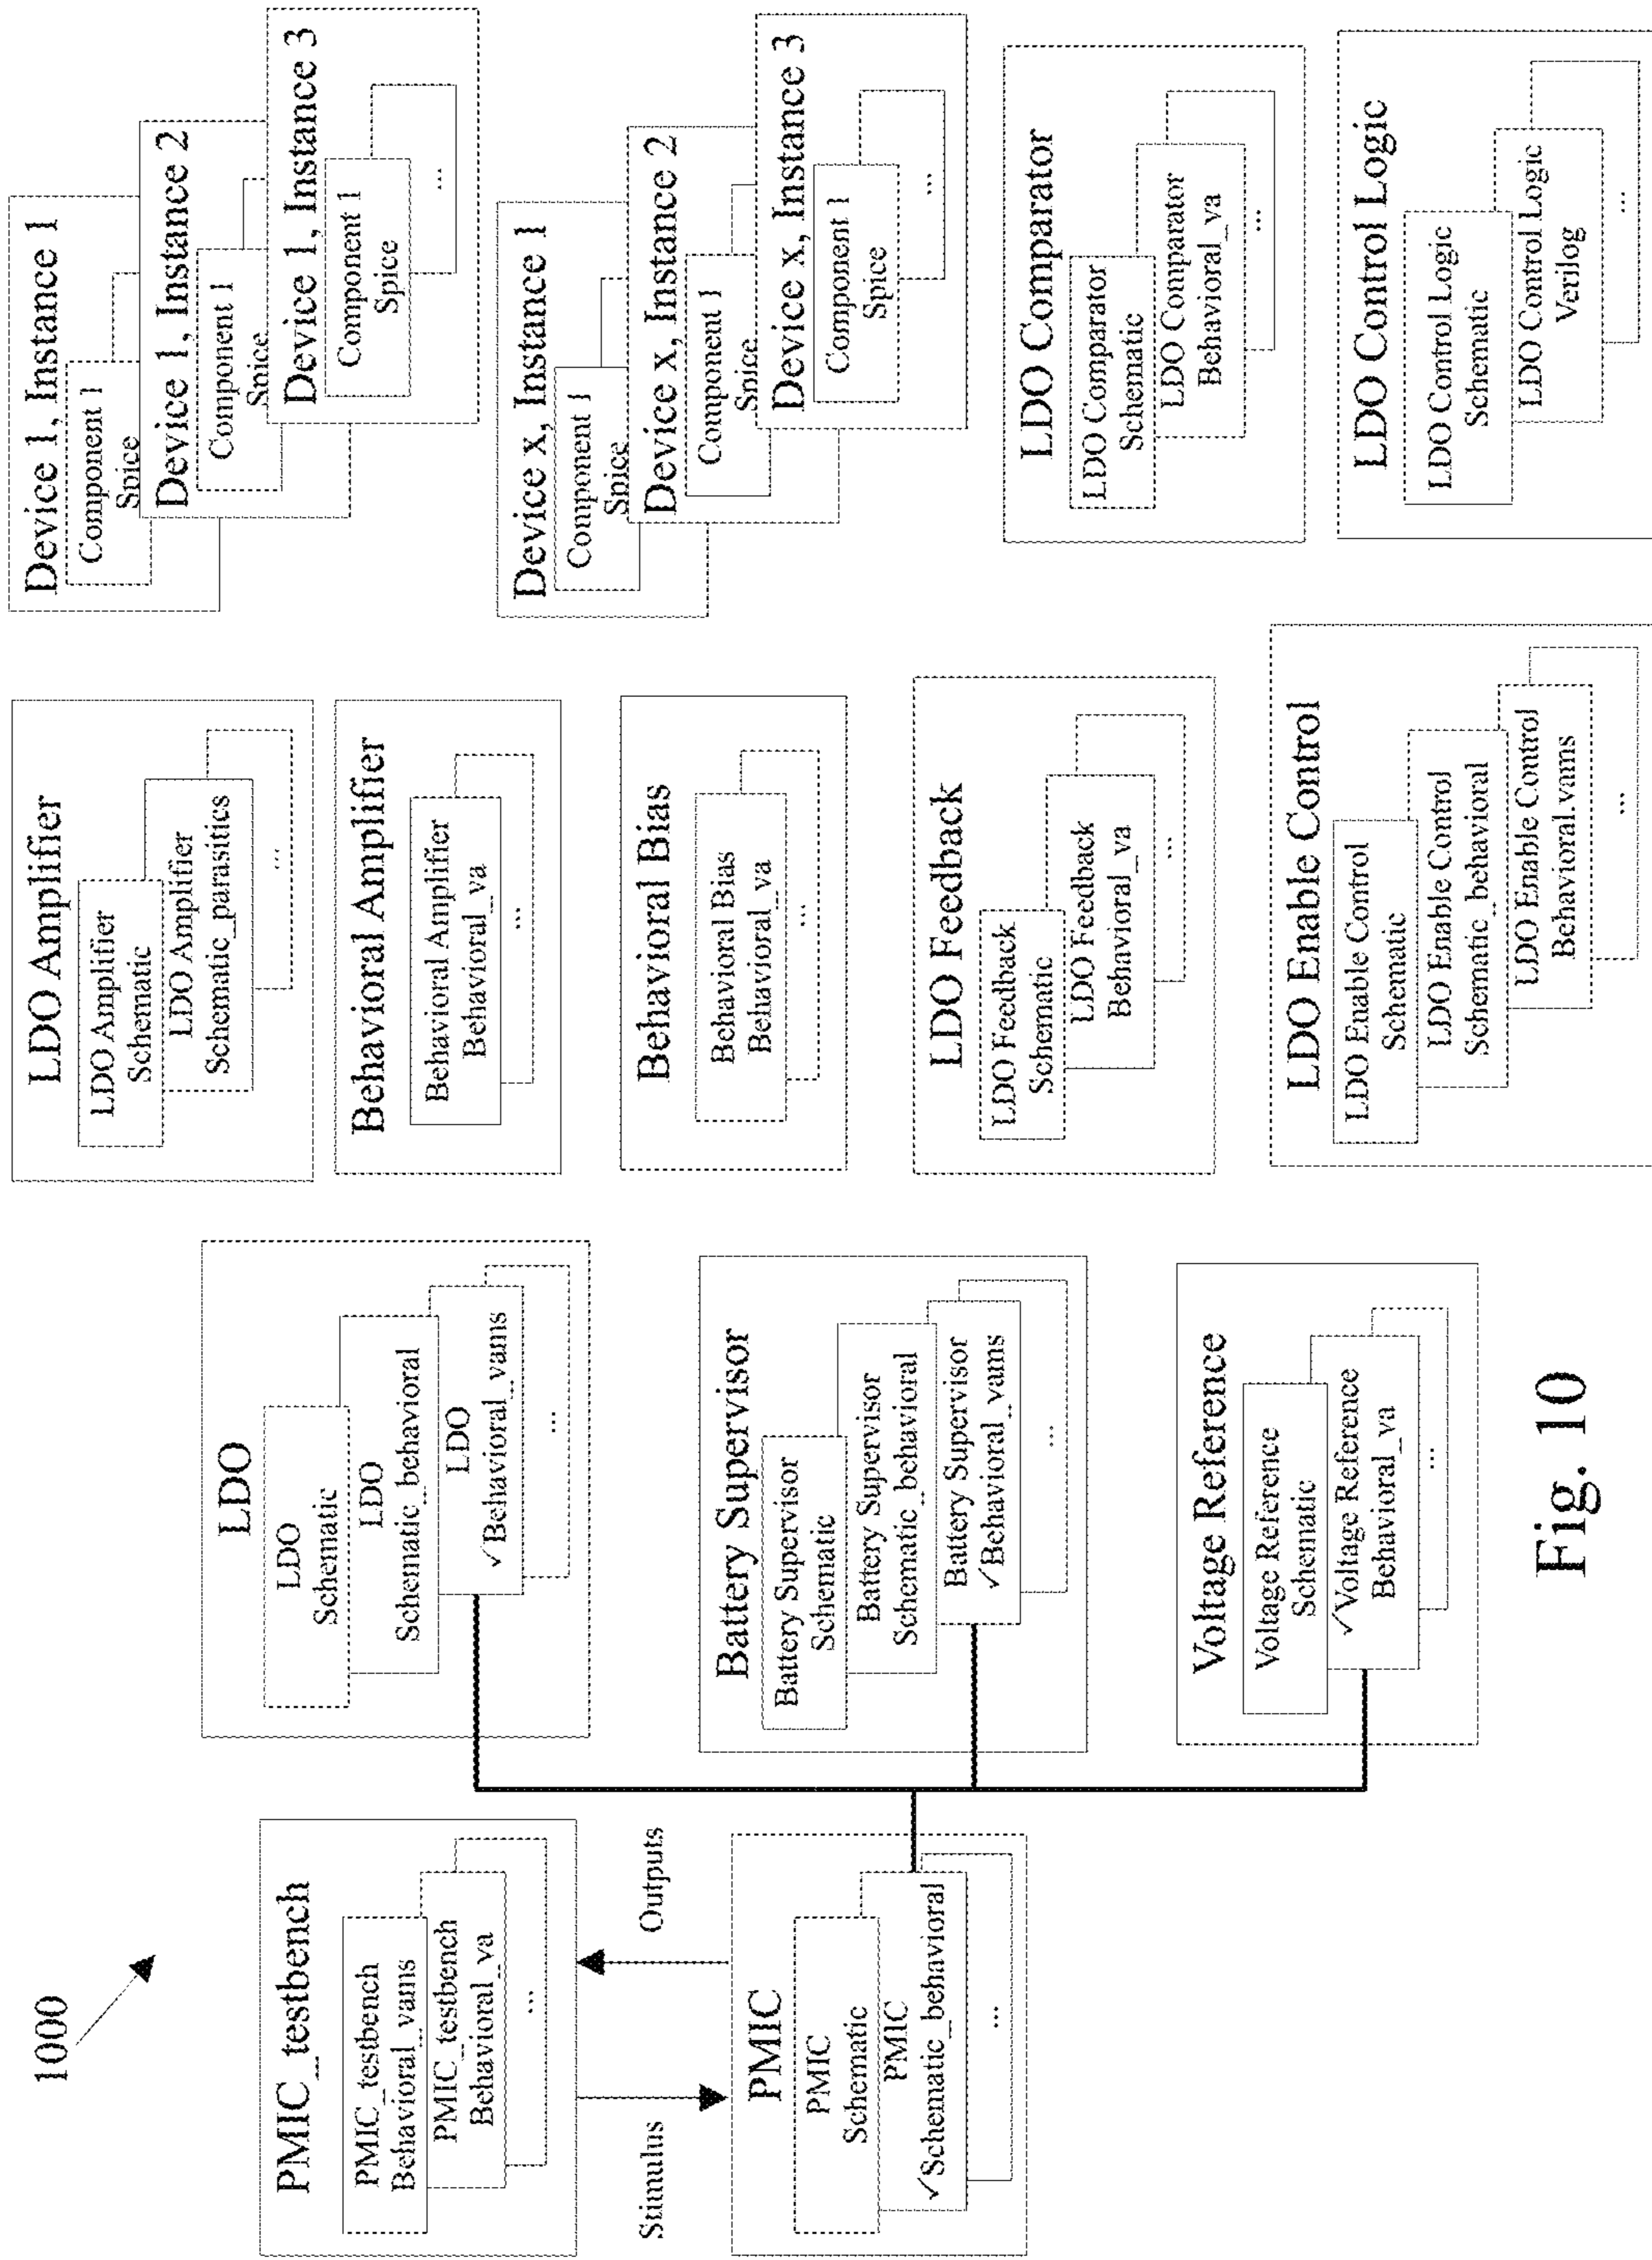 1000
PMIC_testbench
PMIC_testbench
Behavioral_vams
PMIC_testbench
Behavioral_va
...
Stimulus
Outputs
PMIC
PMIC
Schematic
PMIC
✓Schematic_behavioral
...
LDO
LDO
Schematic
LDO
Schematic_behavioral
LDO
✓Behavioral_vams
...
Battery Supervisor
Battery Supervisor
Schematic
Battery Supervisor
Schematic_behavioral
Battery Supervisor
✓Behavioral_vams
...
Voltage Reference
Voltage Reference
Schematic
✓Voltage Reference
Behavioral_va
...
LDO Amplifier
LDO Amplifier
Schematic
LDO Amplifier
Schematic_parasitics
...
Behavioral Amplifier
Behavioral Amplifier
Behavioral_va
...
Behavioral Bias
Behavioral Bias
Behavioral_va
...
LDO Feedback
LDO Feedback
Schematic
LDO Feedback
Behavioral_va
...
LDO Enable Control
LDO Enable Control
Schematic
LDO Enable Control
Schematic_behavioral
LDO Enable Control
Behavioral.vams
...
Device 1, Instance 1
Component 1
Spice
Device 1, Instance 2
Component 1
Spice
Device 1, Instance 3
Component 1
Spice
...
Device x, Instance 1
Component 1
Spice
Device x, Instance 2
Component 1
Spice
Device x, Instance 3
Component 1
Spice
...
LDO Comparator
LDO Comparator
Schematic
LDO Comparator
Behavioral_va
...
LDO Control Logic
LDO Control Logic
Schematic
LDO Control Logic
Verilog
...
Fig. 10